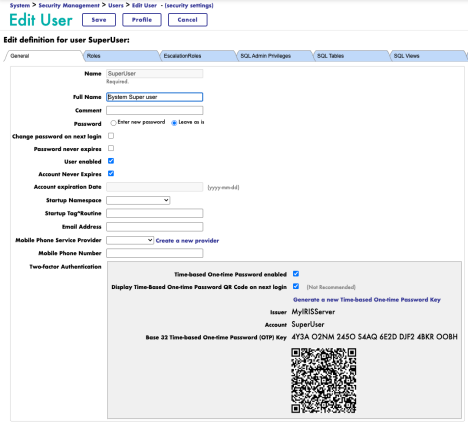 System > Security Management > Users > Edit User - (security settings)
Edit User Save Profile Cancel
Edit definition for user SuperUser:
General Roles EscalationRoles SQL Admin Privileges SQL Tables SQL Views
Name SuperUser
Required.
Full Name System Super user
Comment
Password Enter new password Leave as is
Change password on next login
Password never expires
User enabled
Account Never Expires
Account expiration Date (yyyy-mm-dd)
Startup Namespace
Startup Tag^Routine
Email Address
Mobile Phone Service Provider Create a new provider
Mobile Phone Number
Two-factor Authentication
Time-based One-time Password enabled
Display Time-Based One-time Password QR Code on next login (Not Recommended)
Generate a new Time-based One-time Password Key
Issuer MyIRISServer
Account SuperUser
Base 32 Time-based One-time Password (OTP) Key 4Y3A O2NM 245O S4AQ 6E2D DJF2 4BKR OOBH